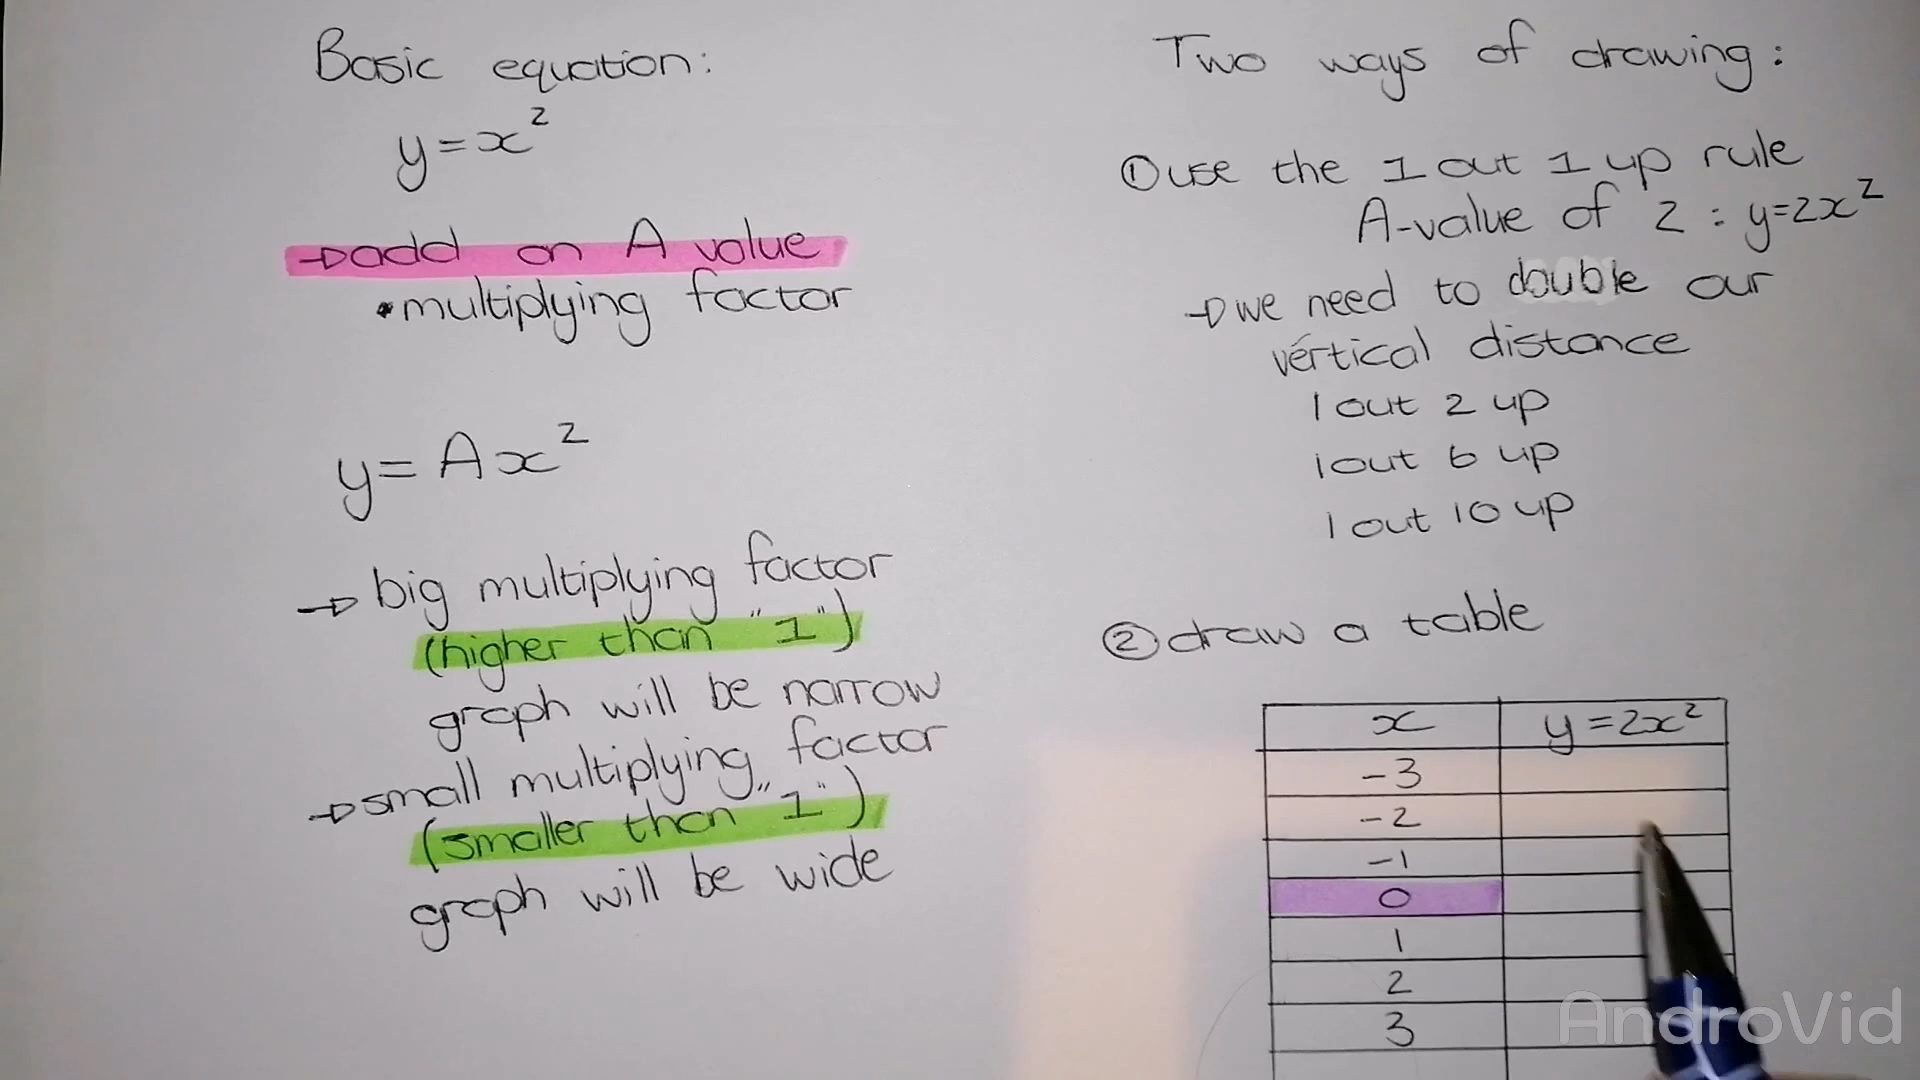 Basic equation:
y=x²
→add on A value
•multiplying factor
y=Ax²
→big multiplying factor
(higher than "1")
graph will be narrow
→small multiplying factor
(smaller than "1")
graph will be wide
Two ways of drawing:
① use the 1 out 1 up rule
A-value of 2: y=2x²
→we need to double our
vertical distance
1 out 2 up
1 out 6 up
1 out 10 up
② draw a table
x y=2x²
-3
-2
-1
0
1
2
3
AndroVid